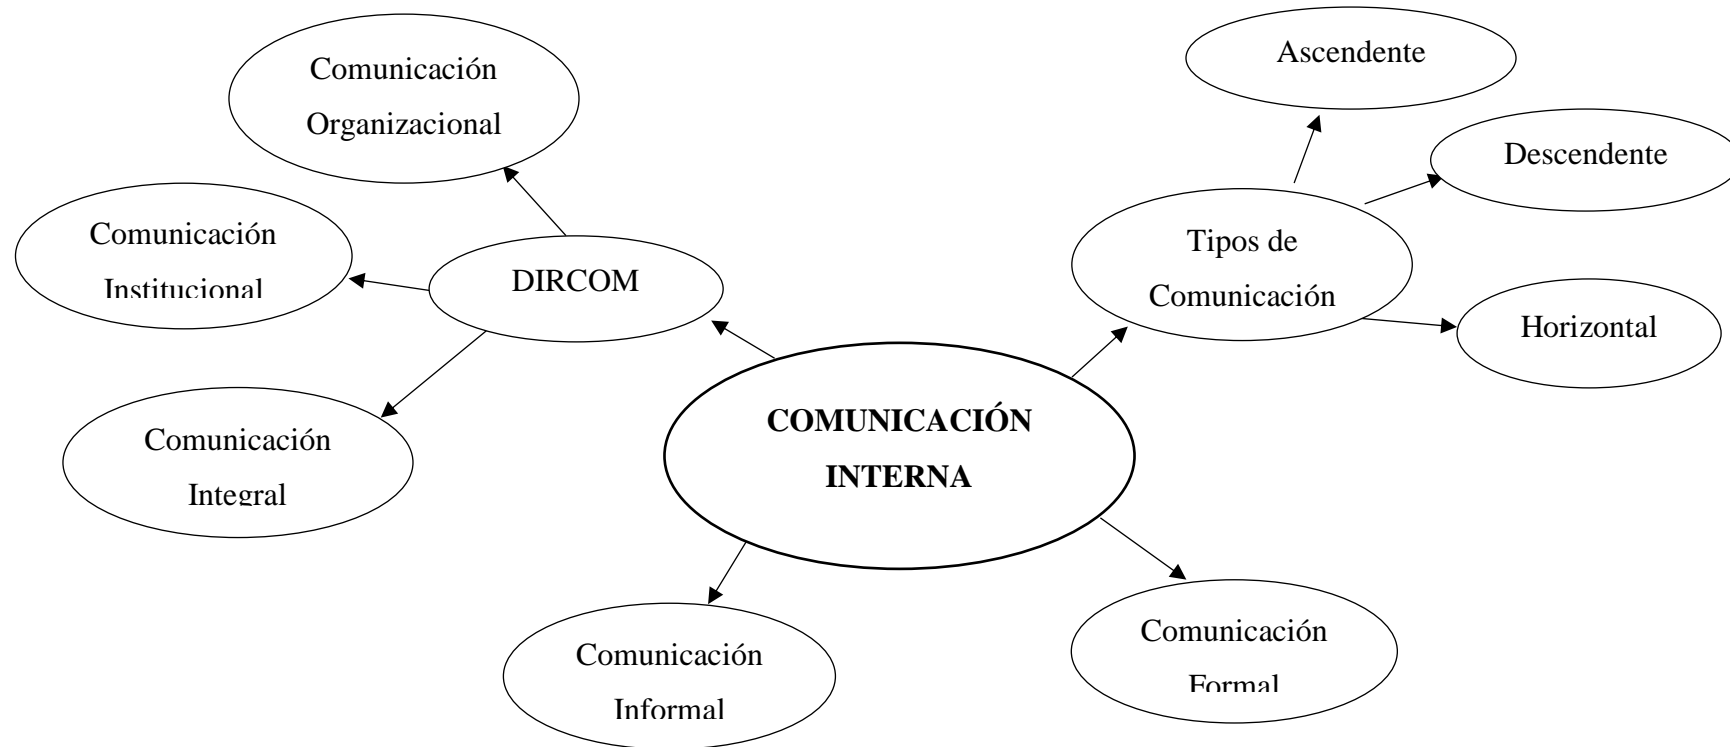 Comunicación
Organizacional
Ascendente
Descendente
Comunicación
Institucional
DIRCOM
Tipos de
Comunicación
Horizontal
Comunicación
Integral
COMUNICACIÓN
INTERNA
Comunicación
Informal
Comunicación
Formal